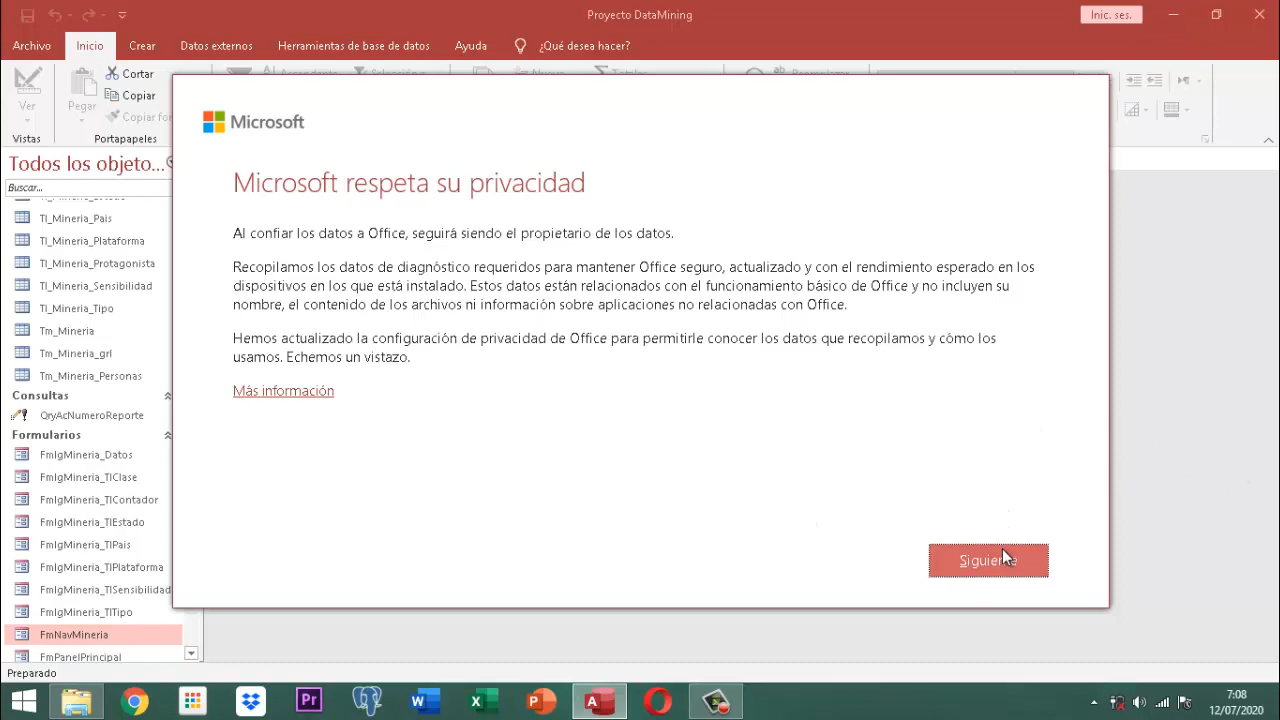 Proyecto DataMining
Inic. ses.
Archivo
Inicio
Crear
Datos externos
Herramientas de base de datos
Ayuda
¿Qué desea hacer?
Ver
Pegar
Cortar
Copiar
Copiar for
Vistas
Portapapeles
Todos los objeto...
Buscar...
Tl_Mineria_Pais
Tl_Mineria_Plataforma
Tl_Mineria_Protagonista
Tl_Mineria_Sensibilidad
Tl_Mineria_Tipo
Tm_Mineria
Tm_Mineria_grl
Tm_Mineria_Personas
Consultas
QryAcNumeroReporte
Formularios
FmIgMineria_Datos
FmIgMineria_TlClase
FmIgMineria_TlContador
FmIgMineria_TlEstado
FmIgMineria_TlPais
FmIgMineria_TlPlataforma
FmIgMineria_TlSensibilidad
FmIgMineria_TlTipo
FmNavMineria
FmPanelPrincipal
Microsoft
Microsoft respeta su privacidad
Al confiar los datos a Office, seguirá siendo el propietario de los datos.
Recopilamos los datos de diagnóstico requeridos para mantener Office seguro, actualizado y con el rendimiento esperado en los
dispositivos en los que está instalado. Estos datos están relacionados con el funcionamiento básico de Office y no incluyen su
nombre, el contenido de los archivos ni información sobre aplicaciones no relacionadas con Office.
Hemos actualizado la configuración de privacidad de Office para permitirle conocer los datos que recopilamos y cómo los
usamos. Echemos un vistazo.
Más información
Siguiente
Preparado
Pr
7:08
12/07/2020